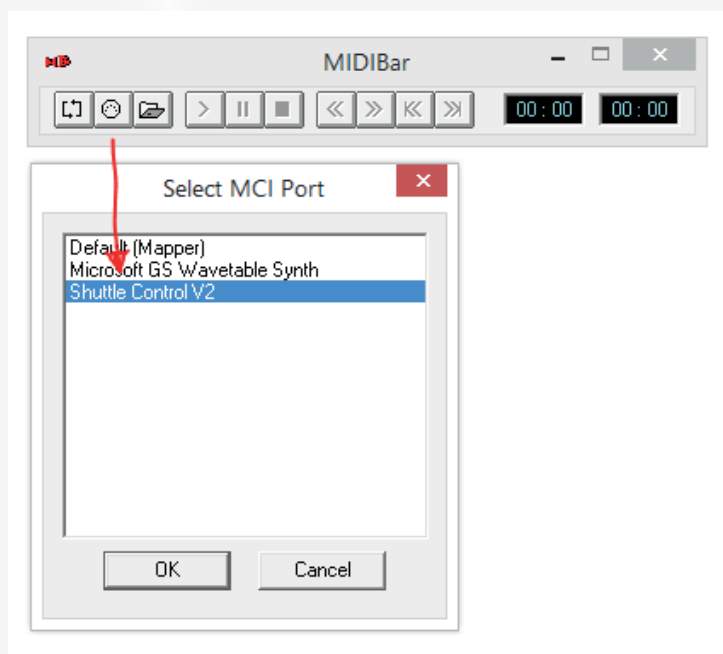 MB MIDIBar
00:00 00:00
Select MCI Port
Default (Mapper)
Microsoft GS Wavetable Synth
Shuttle Control V2
OK Cancel